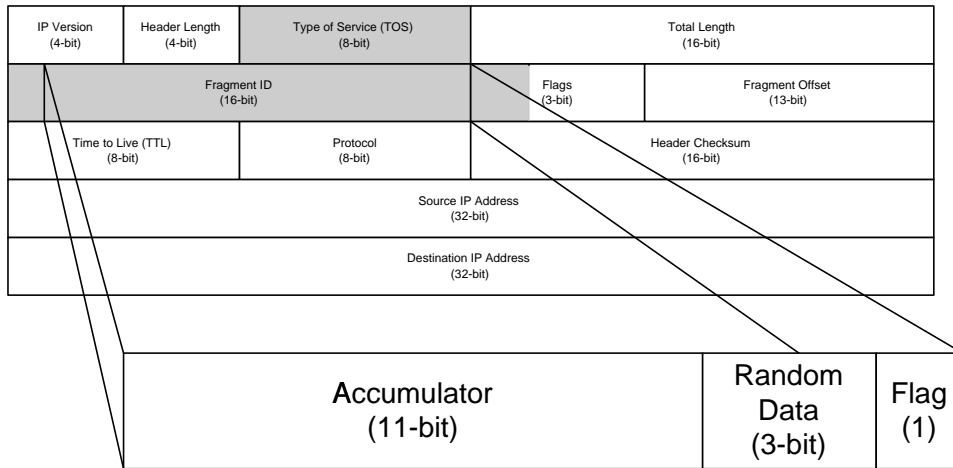 IP Version
(4-bit)
Header Length
(4-bit)
Type of Service (TOS)
(8-bit)
Total Length
(16-bit)
Fragment ID
(16-bit)
Flags
(3-bit)
Fragment Offset
(13-bit)
Time to Live (TTL)
(8-bit)
Protocol
(8-bit)
Header Checksum
(16-bit)
Source IP Address
(32-bit)
Destination IP Address
(32-bit)
Accumulator
(11-bit)
Random
Data
(3-bit)
Flag
(1)